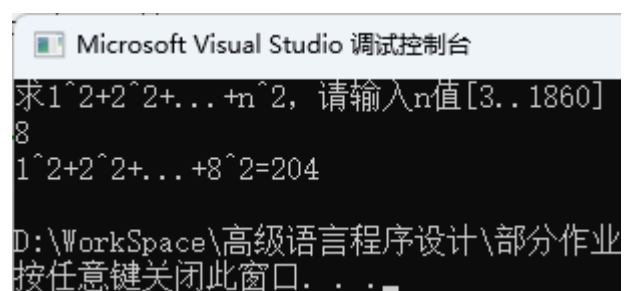 Microsoft Visual Studio 调试控制台
求1^2+2^2+...+n^2, 请输入n值[3..1860]
8
1^2+2^2+...+8^2=204
D:\WorkSpace\高级语言程序设计\部分作业
按任意键关闭此窗口. . .